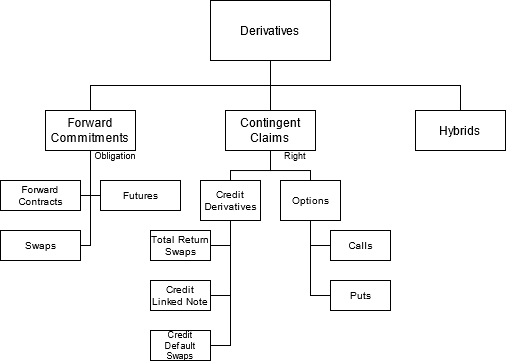 Derivatives
Forward
Commitments
Contingent
Claims
Hybrids
Obligation
Right
Forward
Contracts
Futures
Credit
Derivatives
Options
Swaps
Total Return
Swaps
Calls
Credit
Linked Note
Puts
Credit
Default
Swaps